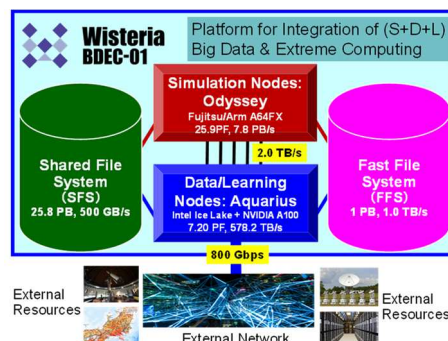 Wisteria
BDEC-01
Platform for Integration of (S+D+L)
Big Data & Extreme Computing
Simulation Nodes:
Odyssey
Fujitsu/Arm A64FX
25.9PF, 7.8 PB/s
2.0 TB/s
Shared File
System
(SFS)
25.8 PB, 500 GB/s
Data/Learning
Nodes: Aquarius
Intel Ice Lake + NVIDIA A100
7.20 PF, 578.2 TB/s
Fast File
System
(FFS)
1 PB, 1.0 TB/s
800 Gbps
External
Resources
External Network
External
Resources